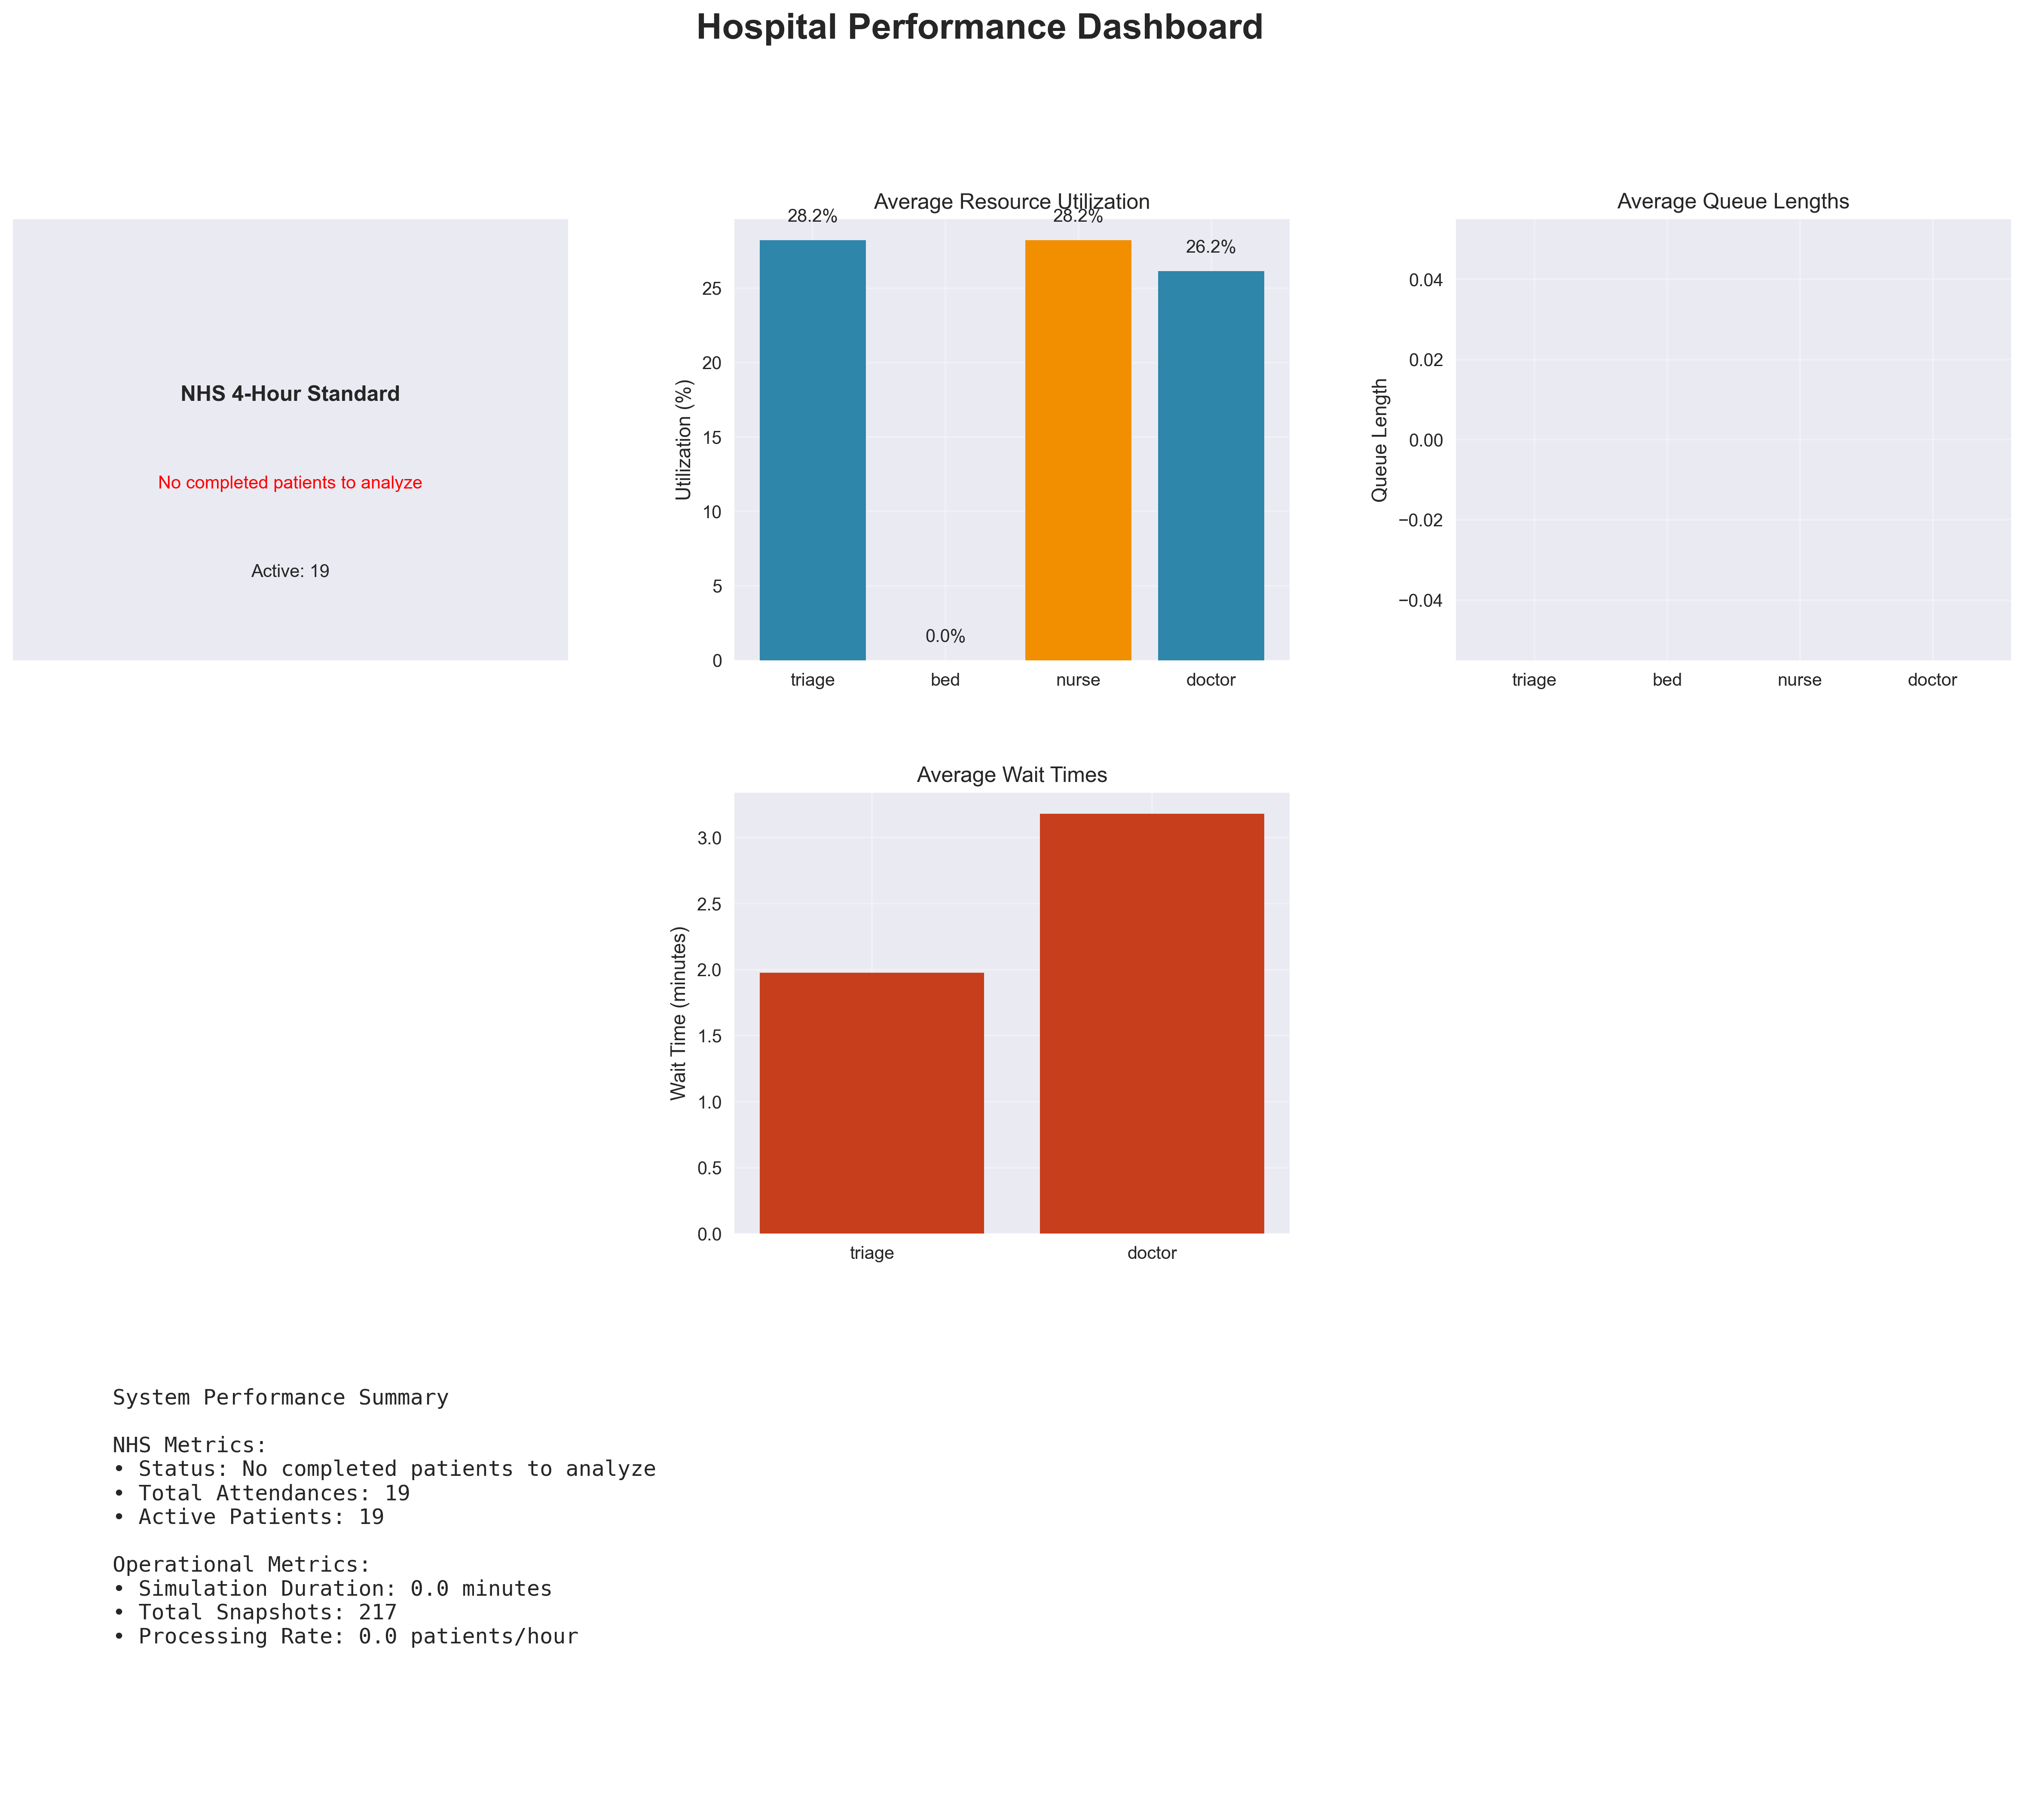 Hospital Performance Dashboard
NHS 4-Hour Standard
No completed patients to analyze
Active: 19
Average Resource Utilization
28.2%
0.0%
28.2%
26.2%
Utilization (%)
25
20
15
10
5
0
triage
bed
nurse
doctor
Average Queue Lengths
Queue Length
0.04
0.02
0.00
−0.02
−0.04
triage
bed
nurse
doctor
Average Wait Times
Wait Time (minutes)
3.0
2.5
2.0
1.5
1.0
0.5
0.0
triage
doctor
System Performance Summary
NHS Metrics:
• Status: No completed patients to analyze
• Total Attendances: 19
• Active Patients: 19
Operational Metrics:
• Simulation Duration: 0.0 minutes
• Total Snapshots: 217
• Processing Rate: 0.0 patients/hour